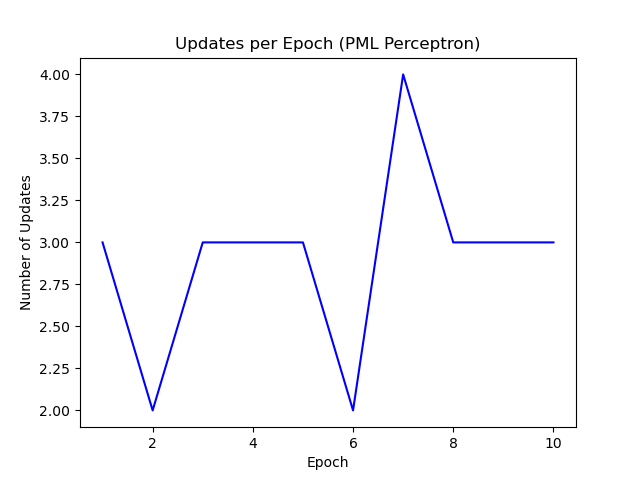 Updates per Epoch (PML Perceptron)
4.00
3.75
3.50
3.25
3.00
2.75
2.50
2.25
2.00
Number of Updates
2 4 6 8 10
Epoch